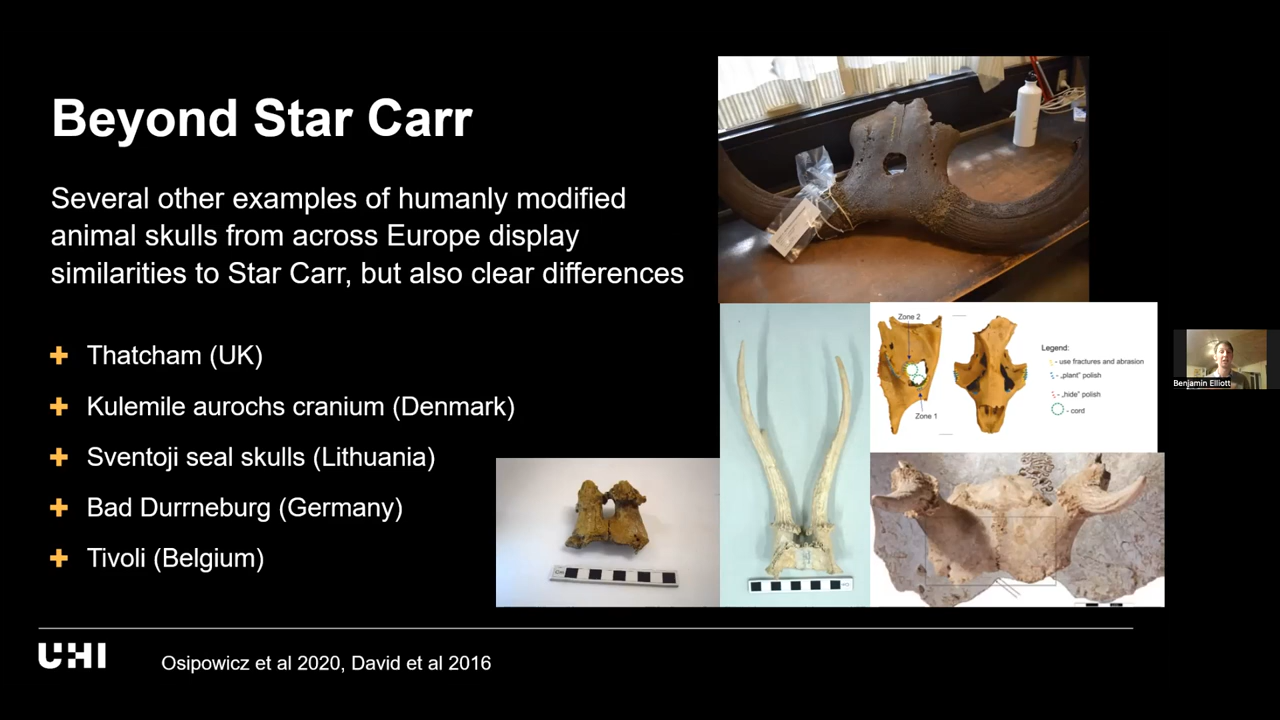 Beyond Star Carr
Several other examples of humanly modified
animal skulls from across Europe display
similarities to Star Carr, but also clear differences
Thatcham (UK)
Kulemile aurochs cranium (Denmark)
Sventoji seal skulls (Lithuania)
Bad Durrneburg (Germany)
Tivoli (Belgium)
Zone 2
Zone 1
Legend:
- use fractures and abrasion
- „plant” polish
- „hide” polish
- cord
Benjamin Elliott
UHI
Osipowicz et al 2020, David et al 2016